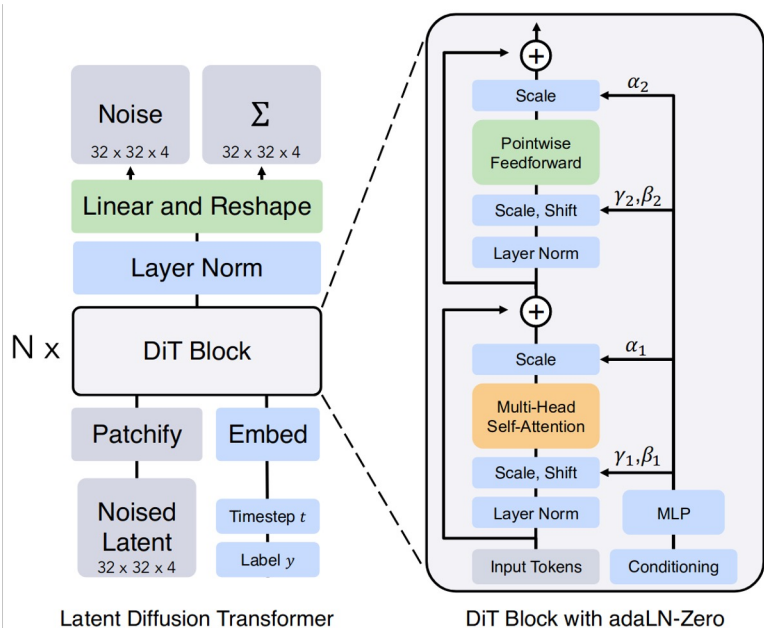 Noise
32 x 32 x 4
Σ
32 x 32 x 4
Linear and Reshape
Layer Norm
N x
DiT Block
Patchify
Embed
Noised
Latent
32 x 32 x 4
Timestep t
Label y
Latent Diffusion Transformer
+
Scale
α₂
Pointwise
Feedforward
γ₂,β₂
Scale, Shift
Layer Norm
+
Scale
α₁
Multi-Head
Self-Attention
γ₁,β₁
Scale, Shift
Layer Norm
MLP
Input Tokens
Conditioning
DiT Block with adaLN-Zero